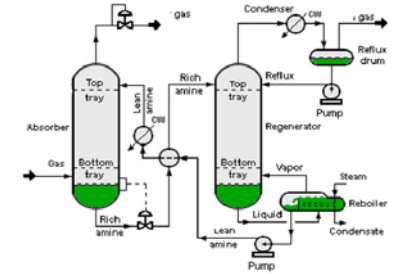 gas
Condenser
CW
gas
Reflux
drum
Top
tray
Lean
amine
Rich
amine
Top
tray
Reflux
Pump
Absorber
CW
Regenerator
Gas
Bottom
tray
Bottom
tray
Vapor
Steam
Reboiler
Rich
amine
Liquid
Lean
amine
Condensate
Pump